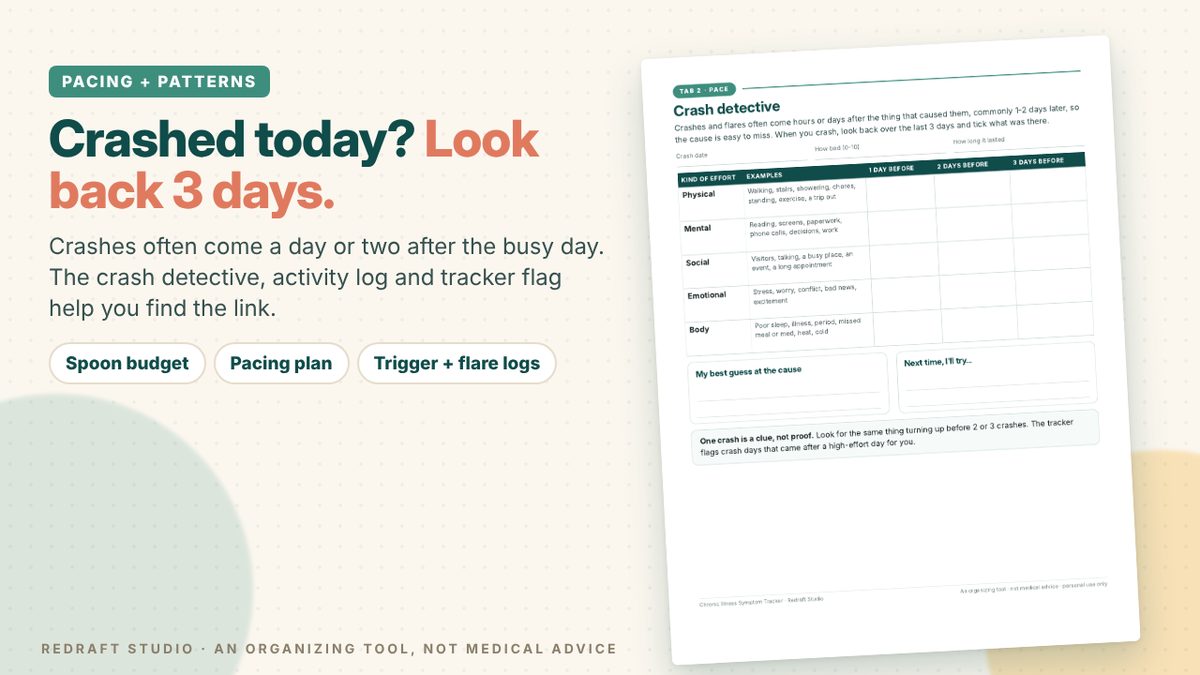 PACING + PATTERNS
Crashed today? Look
back 3 days.
Crashes often come a day or two after the busy day.
The crash detective, activity log and tracker flag
help you find the link.
Spoon budget
Pacing plan
Trigger + flare logs
REDRAFT STUDIO · AN ORGANIZING TOOL, NOT MEDICAL ADVICE
TAB 2 · PACE
Crash detective
Crashes and flares often come hours or days after the thing that caused them, commonly 1-2 days later, so
the cause is easy to miss. When you crash, look back over the last 3 days and tick what was there.
Crash date
How bad (0-10)
How long it lasted
KIND OF EFFORT EXAMPLES 1 DAY BEFORE 2 DAYS BEFORE 3 DAYS BEFORE
Physical
Walking, stairs, showering, chores,
standing, exercise, a trip out
Mental
Reading, screens, paperwork,
phone calls, decisions, work
Social
Visitors, talking, a busy place, an
event, a long appointment
Emotional
Stress, worry, conflict, bad news,
excitement
Body
Poor sleep, illness, period, missed
meal or med, heat, cold
My best guess at the cause
Next time, I'll try...
One crash is a clue, not proof. Look for the same thing turning up before 2 or 3 crashes. The tracker
flags crash days that came after a high-effort day for you.
Chronic Illness Symptom Tracker · Redraft Studio
An organizing tool · not medical advice · personal use only